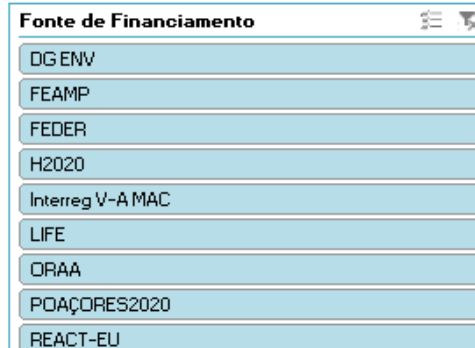 Fonte de Financiamento
DG ENV
FEAMP
FEDER
H2020
Interreg V-A MAC
LIFE
ORAA
POAÇORES2020
REACT-EU